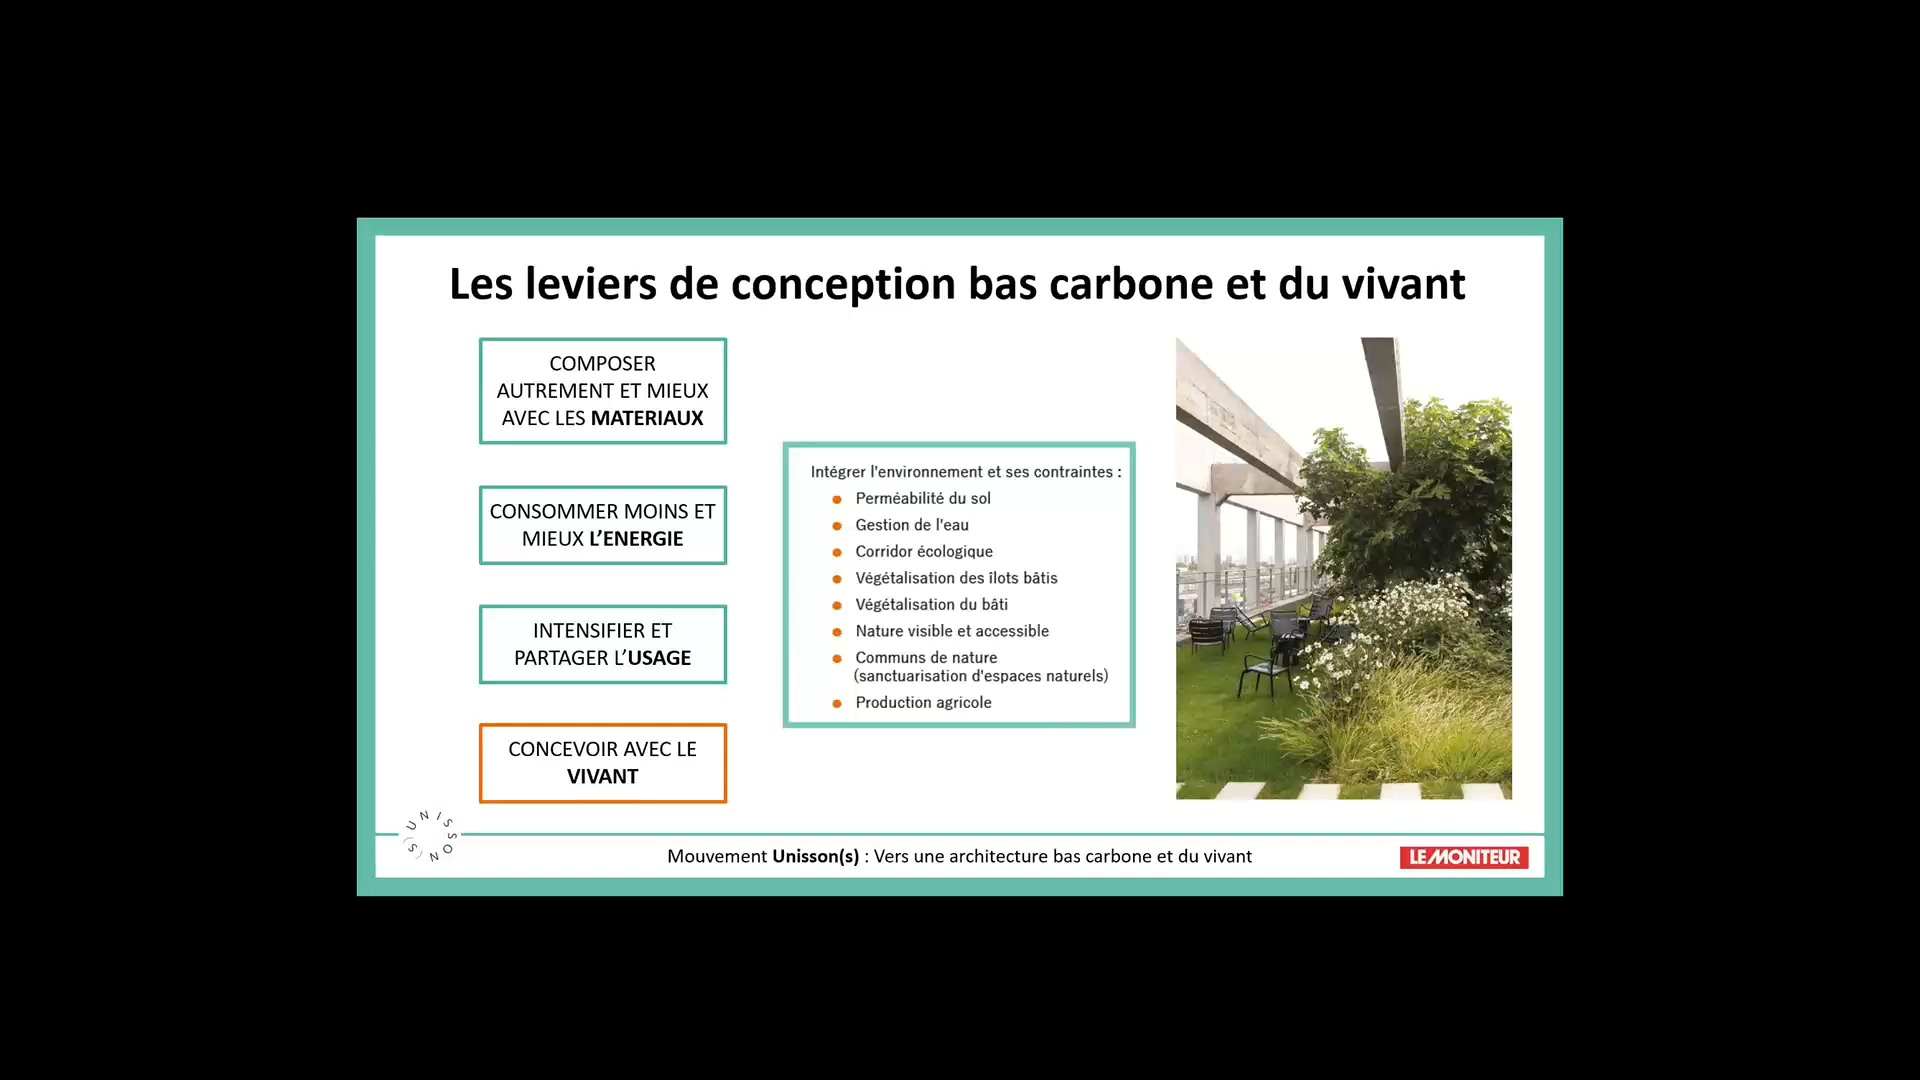 Les leviers de conception bas carbone et du vivant
COMPOSER
AUTREMENT ET MIEUX
AVEC LES MATERIAUX
CONSOMMER MOINS ET
MIEUX L’ENERGIE
INTENSIFIER ET
PARTAGER L’USAGE
CONCEVOIR AVEC LE
VIVANT
Intégrer l'environnement et ses contraintes :
Perméabilité du sol
Gestion de l'eau
Corridor écologique
Végétalisation des îlots bâtis
Végétalisation du bâti
Nature visible et accessible
Communs de nature
(sanctuarisation d'espaces naturels)
Production agricole
UNISSON(S)
Mouvement Unisson(s) : Vers une architecture bas carbone et du vivant
LE MONITEUR